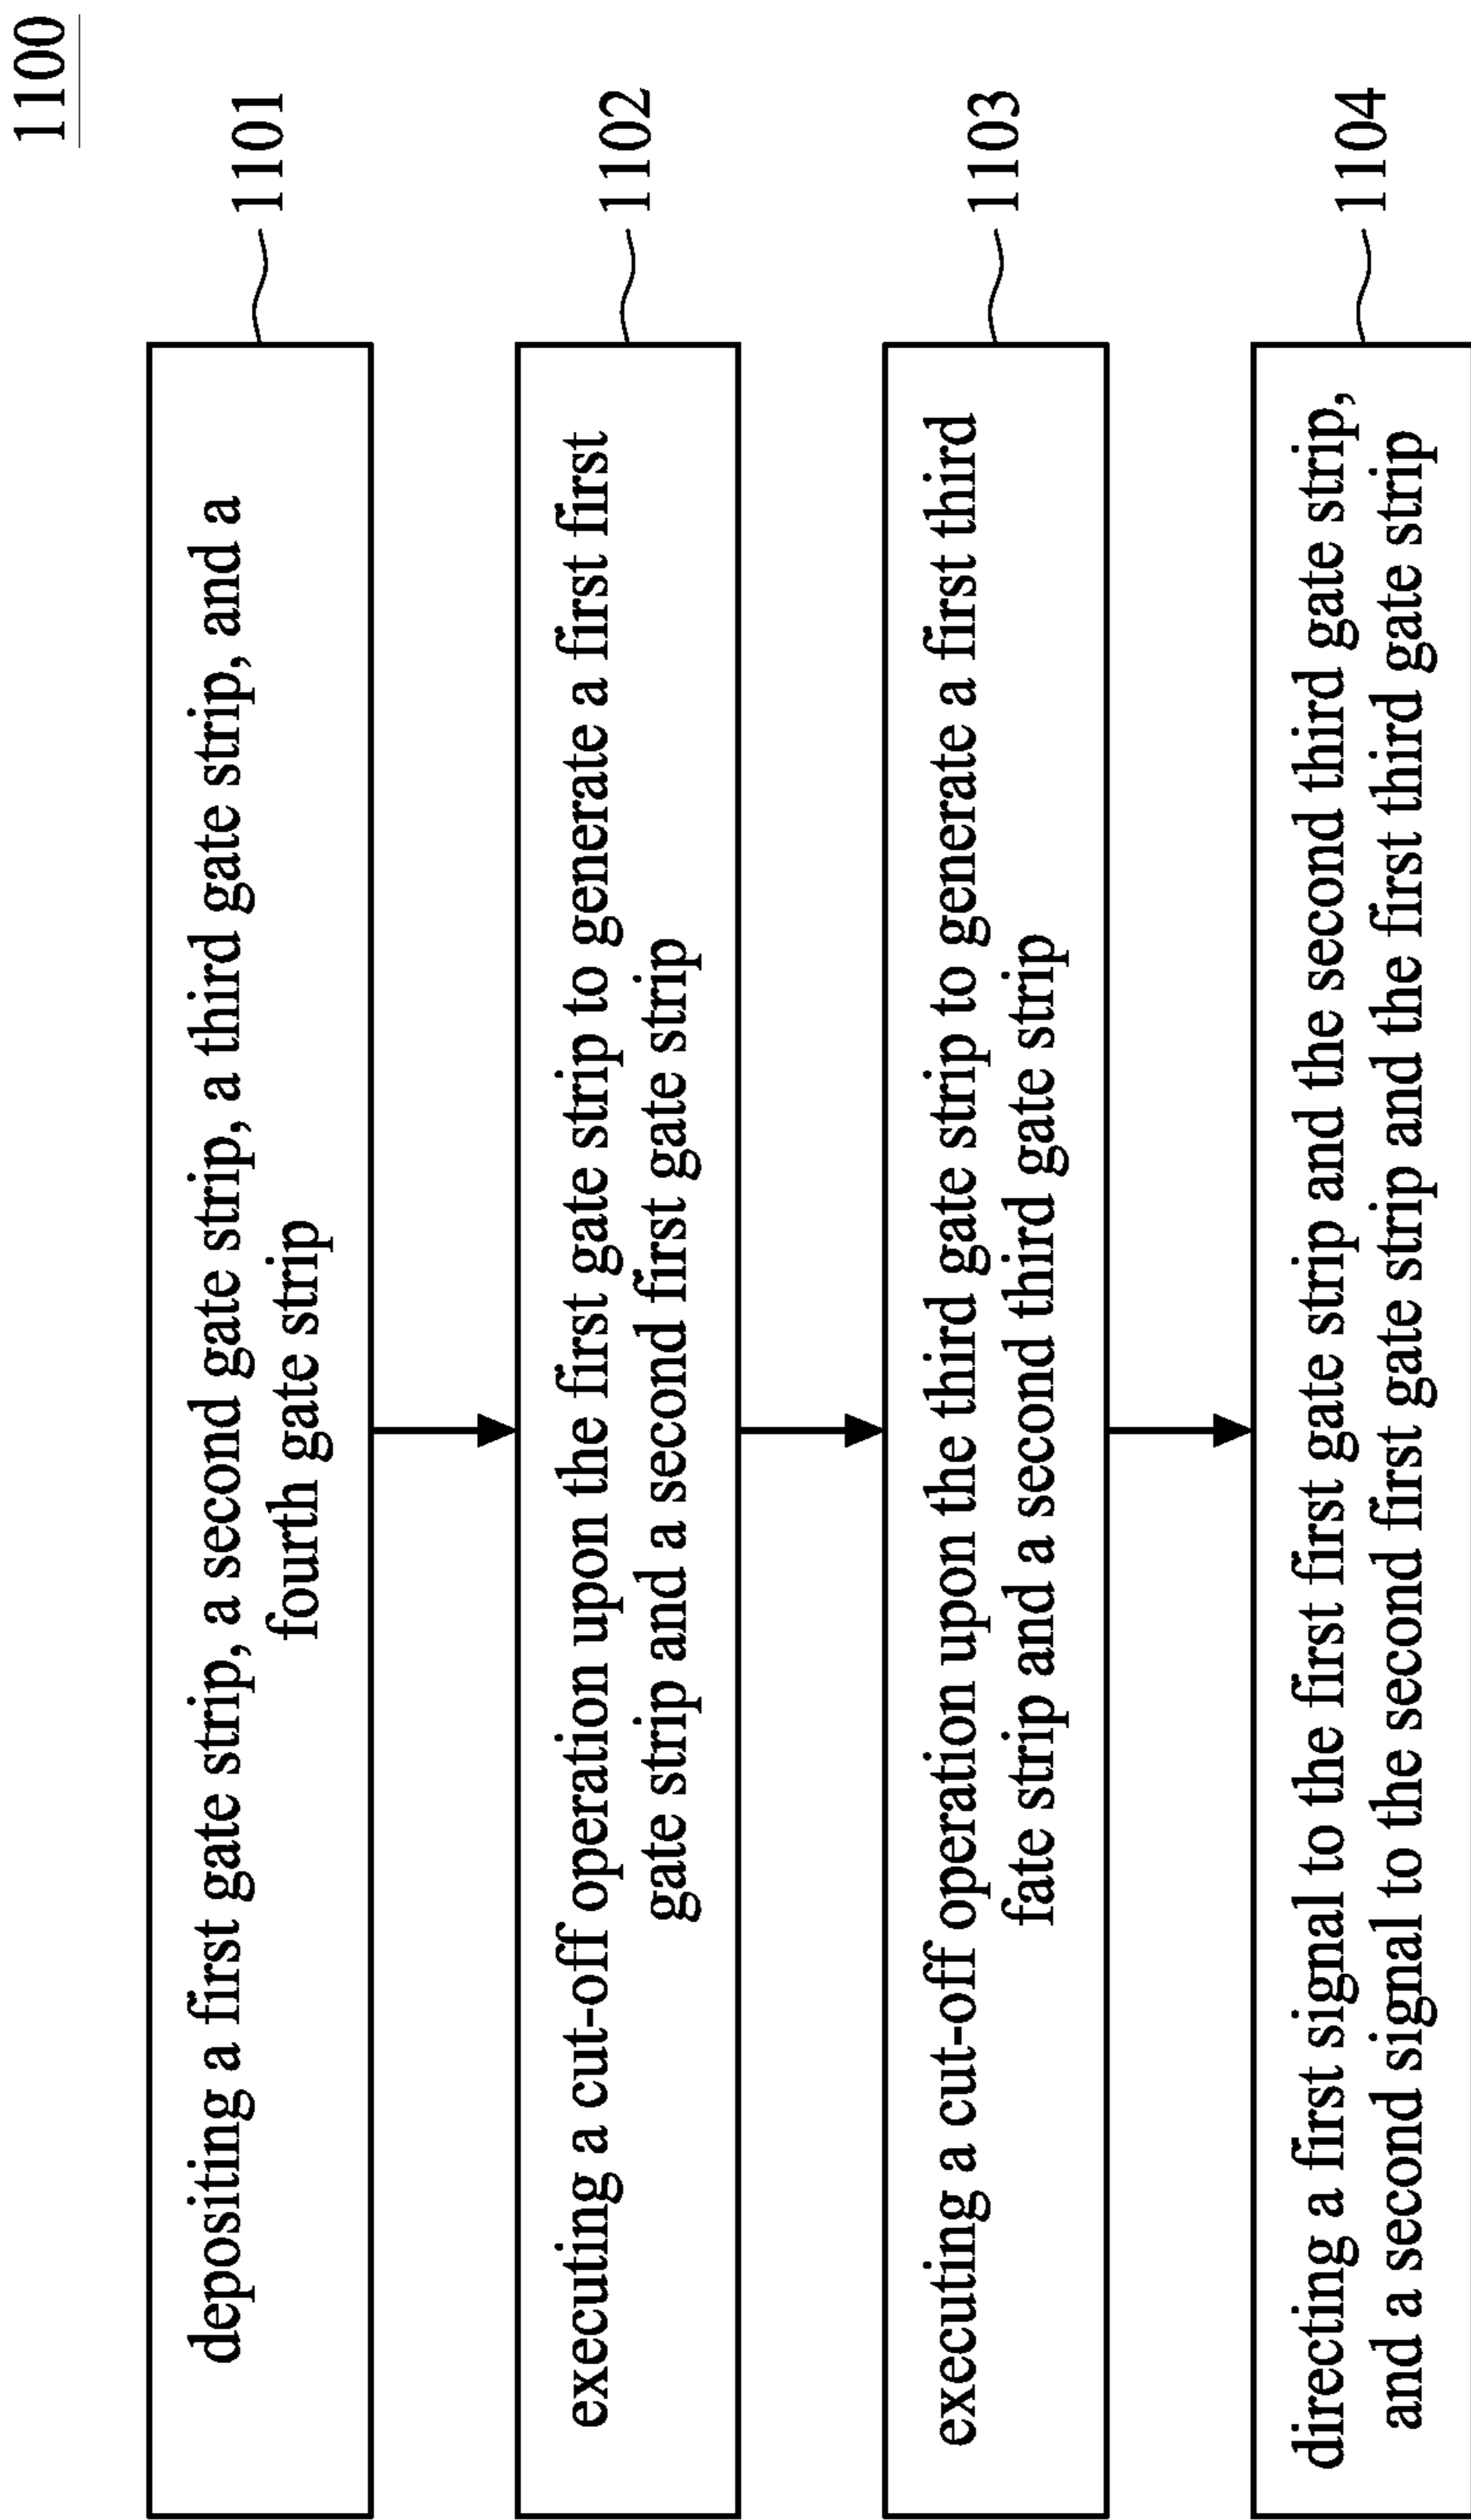 1100
depositing a first gate strip, a second gate strip, a third gate strip, and a
fourth gate strip
1101
executing a cut-off operation upon the first gate strip to generate a first first
gate strip and a second first gate strip
1102
executing a cut-off operation upon the third gate strip to generate a first third
fate strip and a second third gate strip
1103
directing a first signal to the first first gate strip and the second third gate strip,
and a second signal to the second first gate strip and the first third gate strip
1104